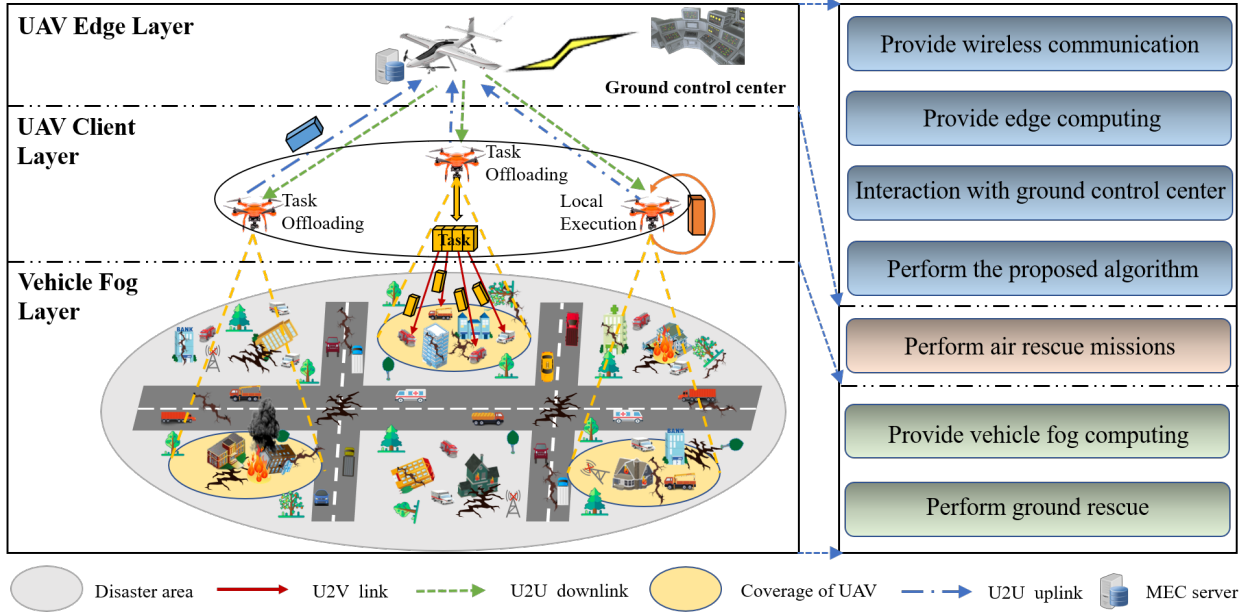 UAV Edge Layer
Ground control center
UAV Client
Layer
Task
Offloading
Task
Offloading
Local
Execution
Task
Vehicle Fog
Layer
BANK
BANK
Provide wireless communication
Provide edge computing
Interaction with ground control center
Perform the proposed algorithm
Perform air rescue missions
Provide vehicle fog computing
Perform ground rescue
Disaster area
U2V link
U2U downlink
Coverage of UAV
U2U uplink
MEC server